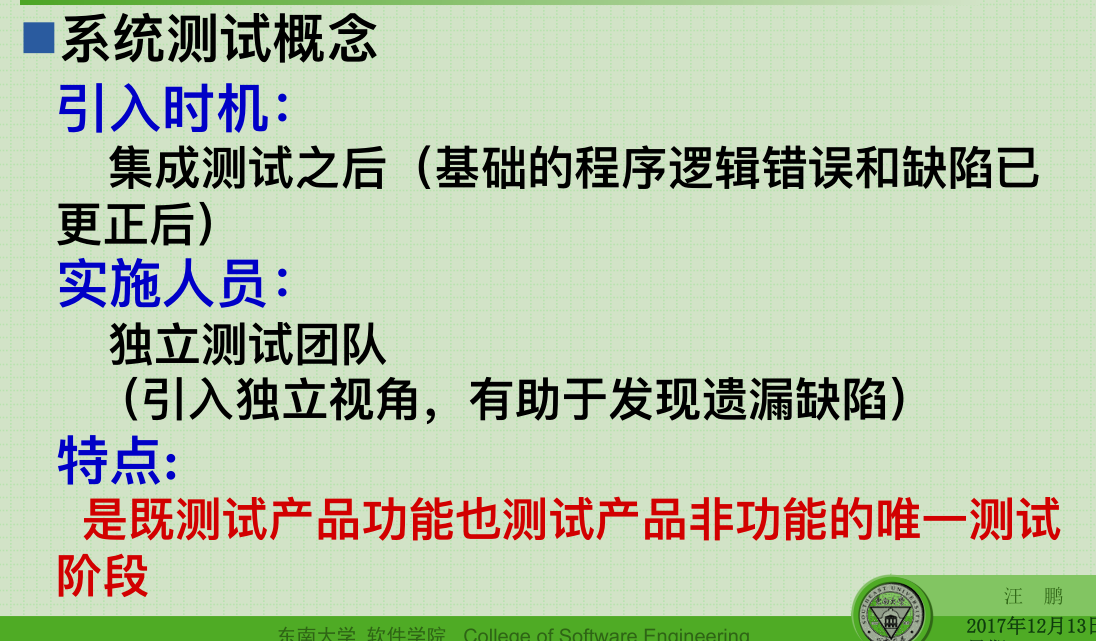 系统测试概念
引入时机：
集成测试之后（基础的程序逻辑错误和缺陷已
更正后）
实施人员：
独立测试团队
（引入独立视角，有助于发现遗漏缺陷）
特点:
是既测试产品功能也测试产品非功能的唯一测试
阶段
汪 鹏
2017年12月13日
东南大学 软件学院 College of Software Engineering